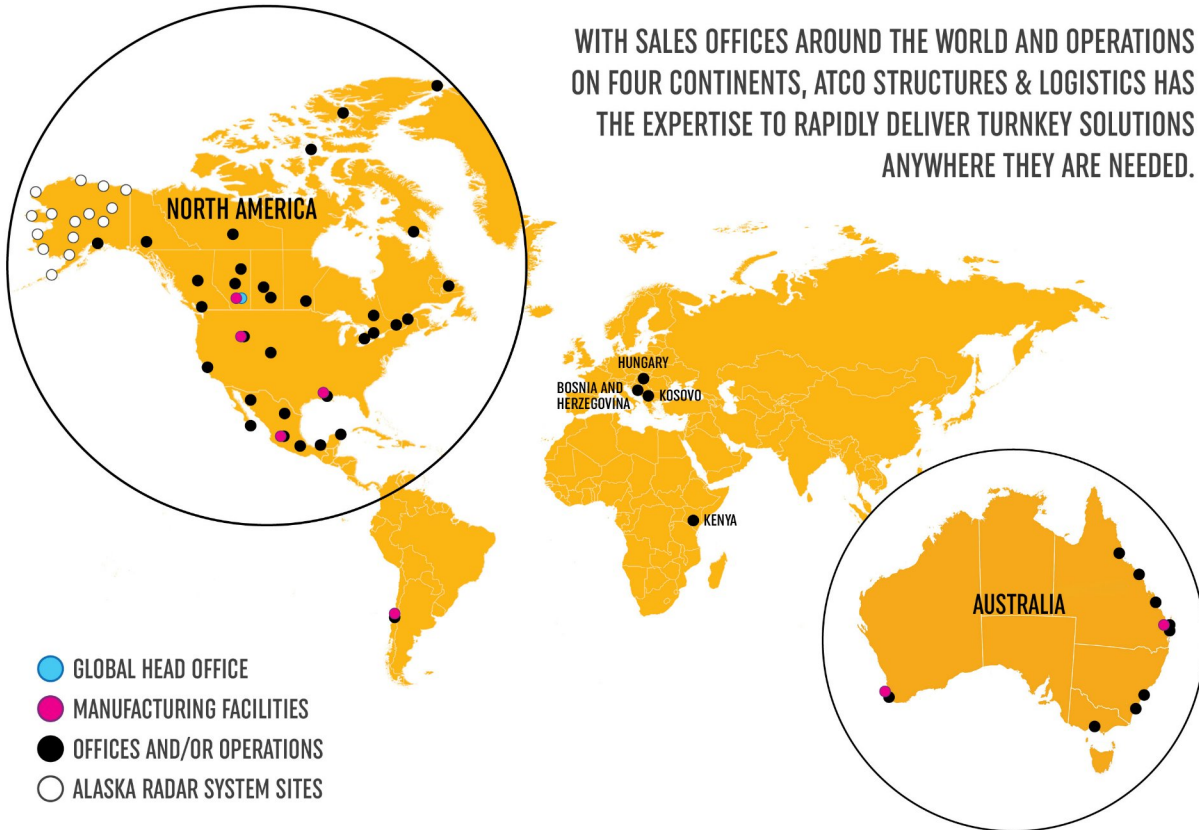 WITH SALES OFFICES AROUND THE WORLD AND OPERATIONS
ON FOUR CONTINENTS, ATCO STRUCTURES & LOGISTICS HAS
THE EXPERTISE TO RAPIDLY DELIVER TURNKEY SOLUTIONS
ANYWHERE THEY ARE NEEDED.
NORTH AMERICA
HUNGARY
BOSNIA AND
HERZEGOVINA
KOSOVO
KENYA
AUSTRALIA
GLOBAL HEAD OFFICE
MANUFACTURING FACILITIES
OFFICES AND/OR OPERATIONS
ALASKA RADAR SYSTEM SITES